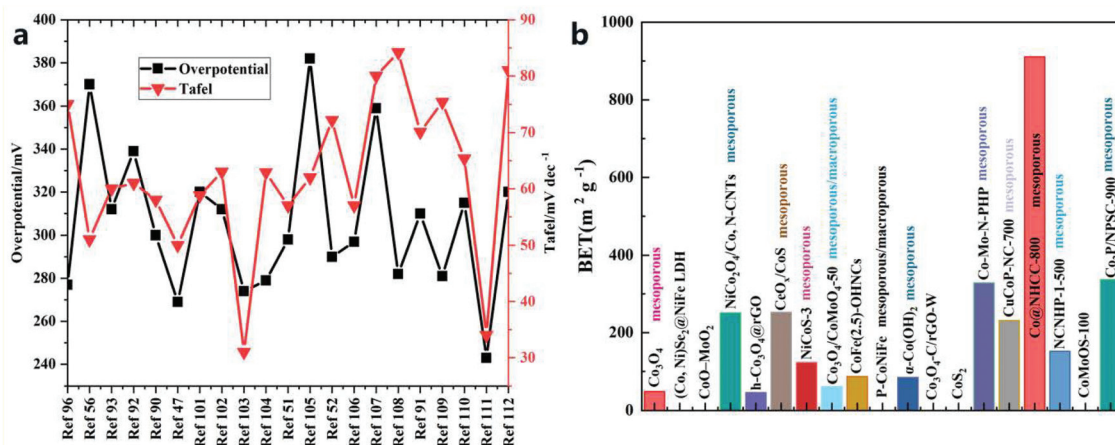 a
400
380
360
340
320
300
280
260
240
Overpotential/mV
Overpotential
Tafel
90
80
70
60
50
40
30
Tafel/mV dec⁻¹
Ref 96
Ref 56
Ref 93
Ref 92
Ref 90
Ref 47
Ref 101
Ref 102
Ref 103
Ref 104
Ref 51
Ref 105
Ref 52
Ref 106
Ref 107
Ref 108
Ref 91
Ref 109
Ref 110
Ref 111
Ref 112
b
1000
800
600
400
200
0
BET(m² g⁻¹)
Co₃O₄ mesoporous
(Co, Ni)Se₂@NiFe LDH
CoO–MoO₂
NiCo₂O₄/Co, N-CNTs mesoporous
h-Co₃O₄@rGO
CeOₓ/CoS mesoporous
NiCoS-3 mesoporous
Co₃O₄/CoMoO₄-50 mesoporous/macroporous
CoFe(2.5)-OHNCs
P-CoNiFe mesoporous/macroporous
α-Co(OH)₂ mesoporous
Co₃O₄-C/rGO-W
CoS₂
Co-Mo-N-PHP mesoporous
CuCoP-NC-700 mesoporous
Co@NHCC-800 mesoporous
NCNHP-1-500 mesoporous
CoMoOS-100
Co₂P/NPSC-900 mesoporous